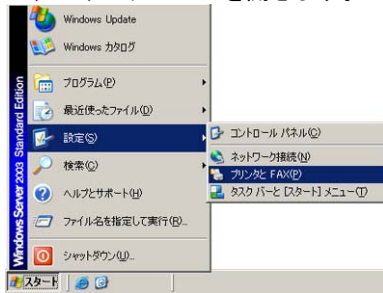 Windows Update
Windows カタログ
プログラム(P)
最近使ったファイル(D)
設定(S)
検索(C)
ヘルプとサポート(H)
ファイル名を指定して実行(R)...
シャットダウン(U)...
コントロール パネル(C)
ネットワーク接続(N)
プリンタと FAX(P)
タスク バーと [スタート] メニュー(T)
Windows Server 2003 Standard Edition
スタート